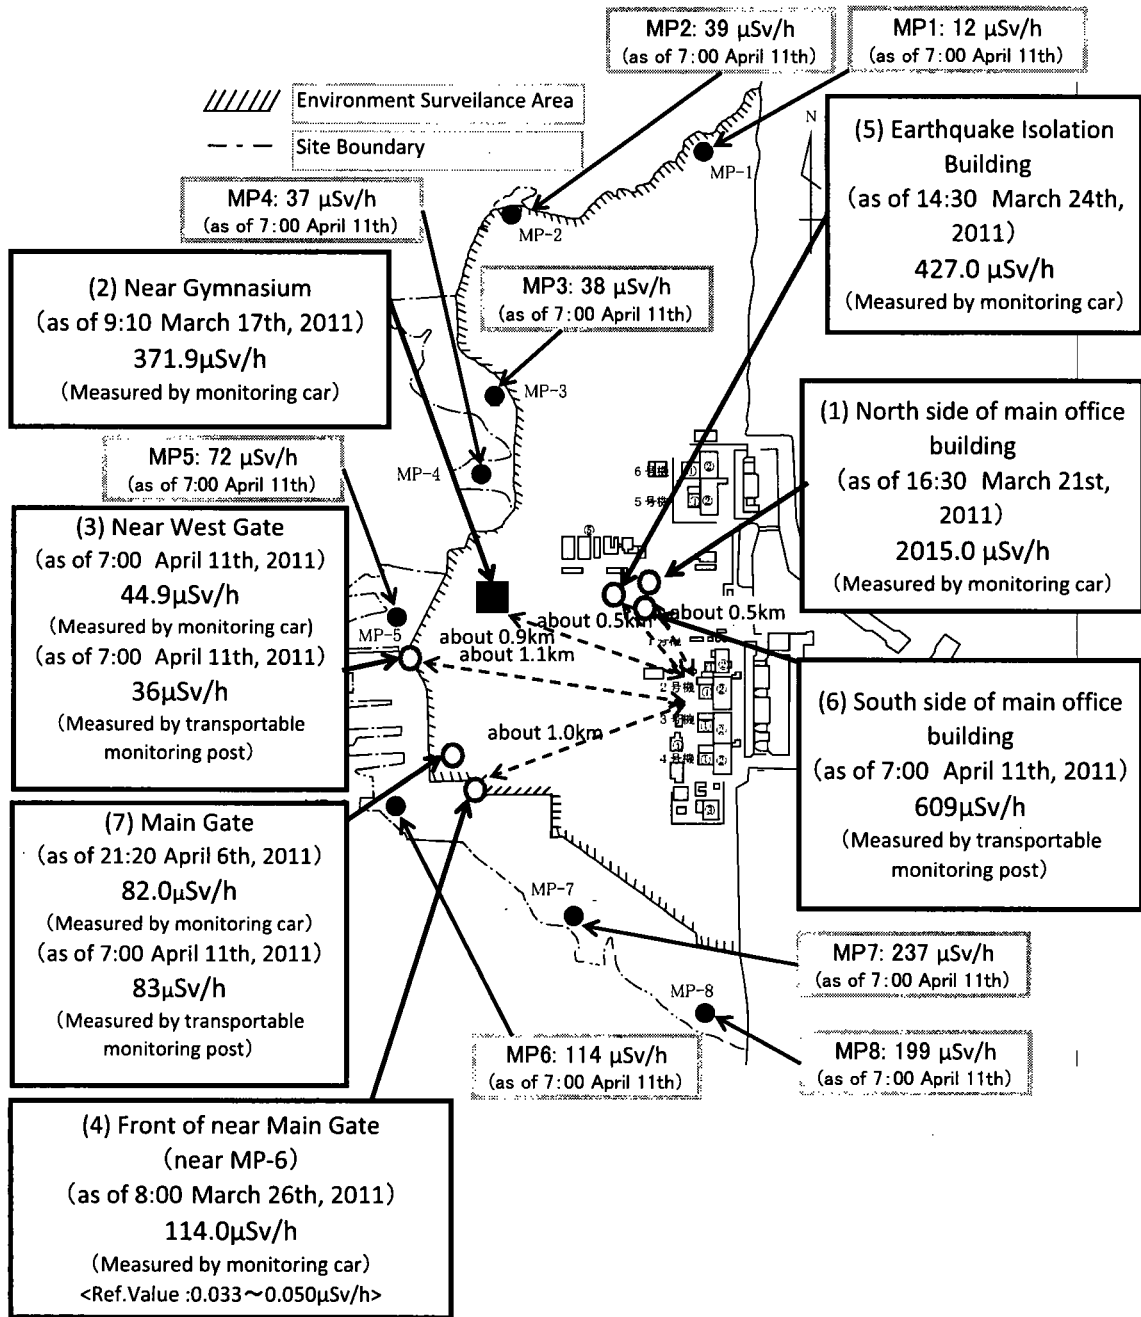 MP2: 39 μSv/h
(as of 7:00 April 11th)
MP1: 12 μSv/h
(as of 7:00 April 11th)
Environment Surveilance Area
Site Boundary
N
(5) Earthquake Isolation
Building
(as of 14:30 March 24th,
2011)
427.0 μSv/h
(Measured by monitoring car)
MP4: 37 μSv/h
(as of 7:00 April 11th)
MP-1
MP-2
(2) Near Gymnasium
(as of 9:10 March 17th, 2011)
371.9μSv/h
(Measured by monitoring car)
MP3: 38 μSv/h
(as of 7:00 April 11th)
MP-3
(1) North side of main office
building
(as of 16:30 March 21st,
2011)
2015.0 μSv/h
(Measured by monitoring car)
MP5: 72 μSv/h
(as of 7:00 April 11th)
MP-4
6号機
①
②
5号機
①
②
(3) Near West Gate
(as of 7:00 April 11th, 2011)
44.9μSv/h
(Measured by monitoring car)
(as of 7:00 April 11th, 2011)
36μSv/h
(Measured by transportable
monitoring post)
MP-5
about 0.9km
about 0.5km
about 0.5km
about 1.1km
2号機
①
②
3号機
4号機
about 1.0km
(6) South side of main office
building
(as of 7:00 April 11th, 2011)
609μSv/h
(Measured by transportable
monitoring post)
(7) Main Gate
(as of 21:20 April 6th, 2011)
82.0μSv/h
(Measured by monitoring car)
(as of 7:00 April 11th, 2011)
83μSv/h
(Measured by transportable
monitoring post)
MP-7
MP-8
MP7: 237 μSv/h
(as of 7:00 April 11th)
MP6: 114 μSv/h
(as of 7:00 April 11th)
MP8: 199 μSv/h
(as of 7:00 April 11th)
(4) Front of near Main Gate
(near MP-6)
(as of 8:00 March 26th, 2011)
114.0μSv/h
(Measured by monitoring car)
<Ref.Value :0.033～0.050μSv/h>